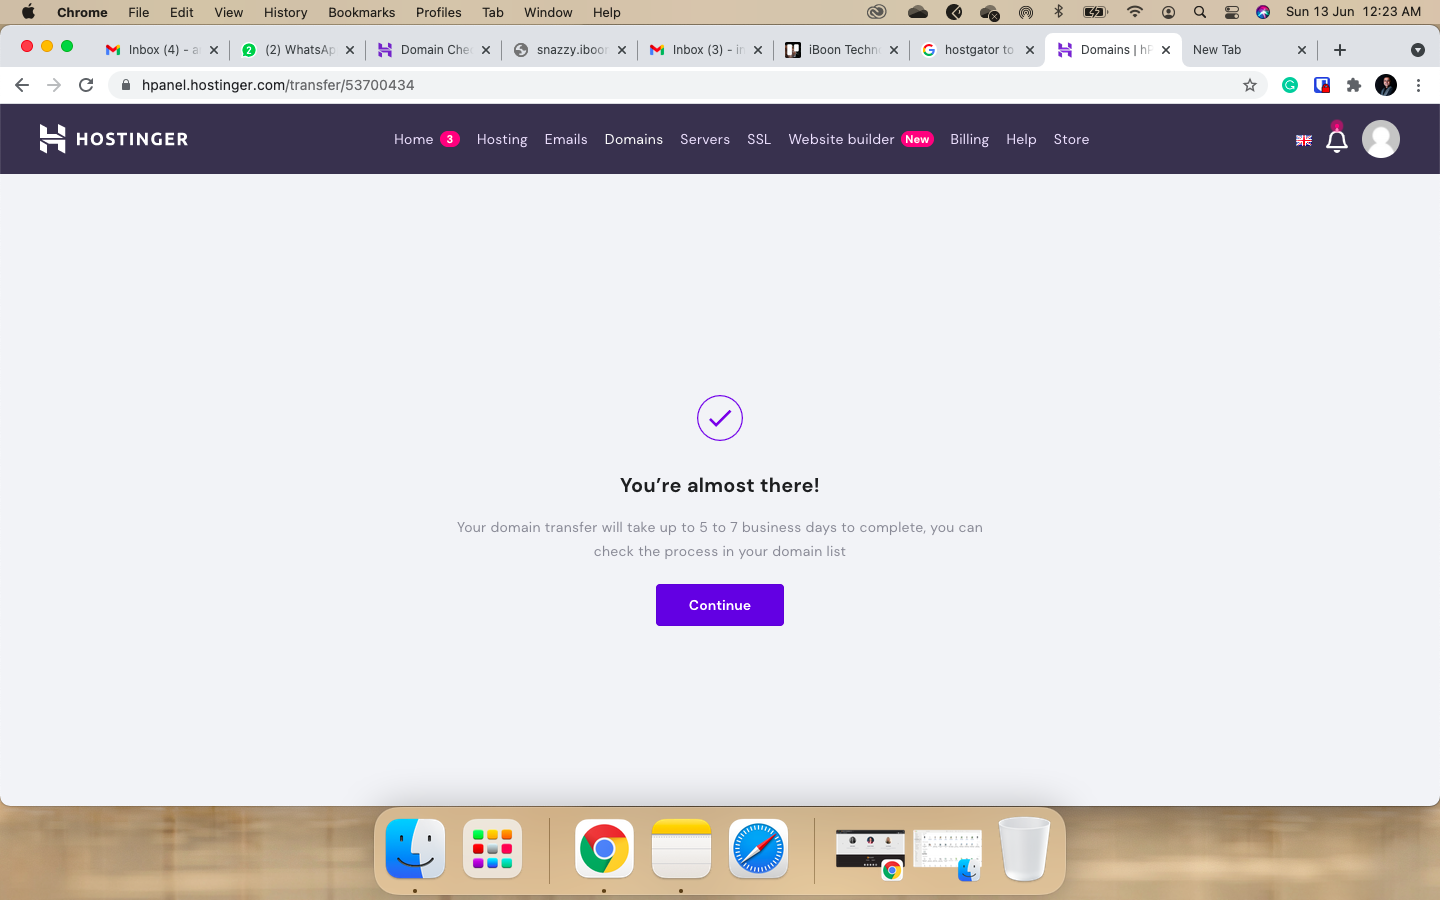 Chrome File Edit View History Bookmarks Profiles Tab Window Help Sun 13 Jun 12:23 AM
Inbox (4) - a (2) WhatsAp Domain Che snazzy.iboon Inbox (3) - in iBoon Techn hostgator to Domains | hP New Tab
hpanel.hostinger.com/transfer/53700434
HOSTINGER Home 3 Hosting Emails Domains Servers SSL Website builder New Billing Help Store
You're almost there!
Your domain transfer will take up to 5 to 7 business days to complete, you can
check the process in your domain list
Continue